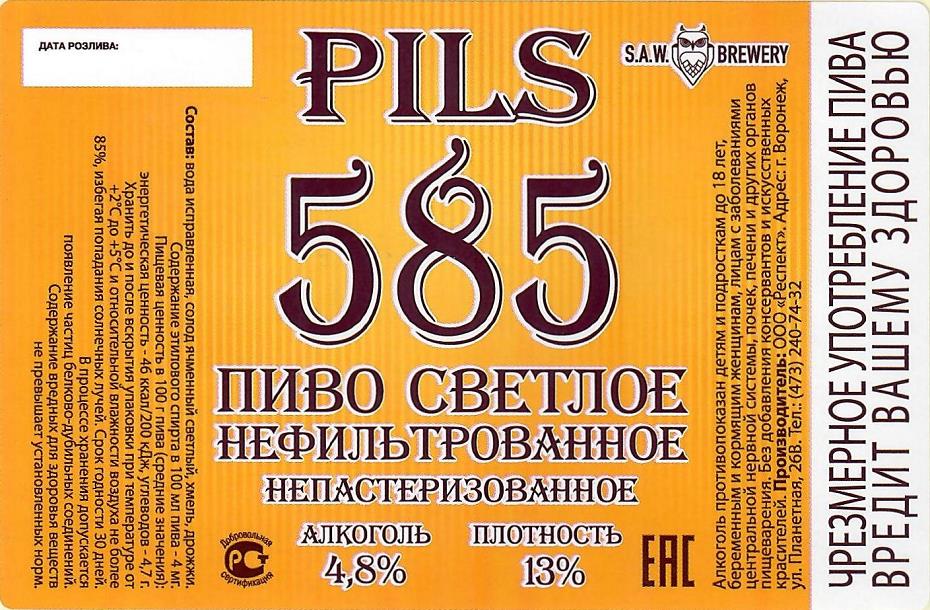 ДАТА РОЗЛИВА:
PILS
585
ПИВО СВЕТЛОЕ
НЕФИЛЬТРОВАННОЕ
НЕПАСТЕРИЗОВАННОЕ
АЛКОГОЛЬ
4,8%
ПЛОТНОСТЬ
13%
Добровольная
РСТ
сертификация
ЕАС
S.A.W. BREWERY
Состав: вода исправленная, солод ячменный светлый, хмель, дрожжи.
Содержание этилового спирта в 100 мл пива - 4 мг.
Пищевая ценность в 100 г пива (средние значения):
энергетическая ценность - 46 ккал/200 кДж, углеводов - 4,7 г.
Хранить до и после вскрытия упаковки при температуре от
+2°С до +5°С и относительной влажности воздуха не более
85%, избегая попадания солнечных лучей. Срок годности 30 дней.
В процессе хранения допускается
появление частиц белково-дубильных соединений.
Содержание вредных для здоровья веществ
не превышает установленных норм.
Алкоголь противопоказан детям и подросткам до 18 лет,
беременным и кормящим женщинам, лицам с заболеваниями
центральной нервной системы, почек, печени и других органов
пищеварения. Без добавления консервантов и искусственных
красителей. Производитель: ООО «Респект». Адрес: г. Воронеж,
ул. Планетная, 26В. Тел.: (473) 240-74-32
ЧРЕЗМЕРНОЕ УПОТРЕБЛЕНИЕ ПИВА
ВРЕДИТ ВАШЕМУ ЗДОРОВЬЮ